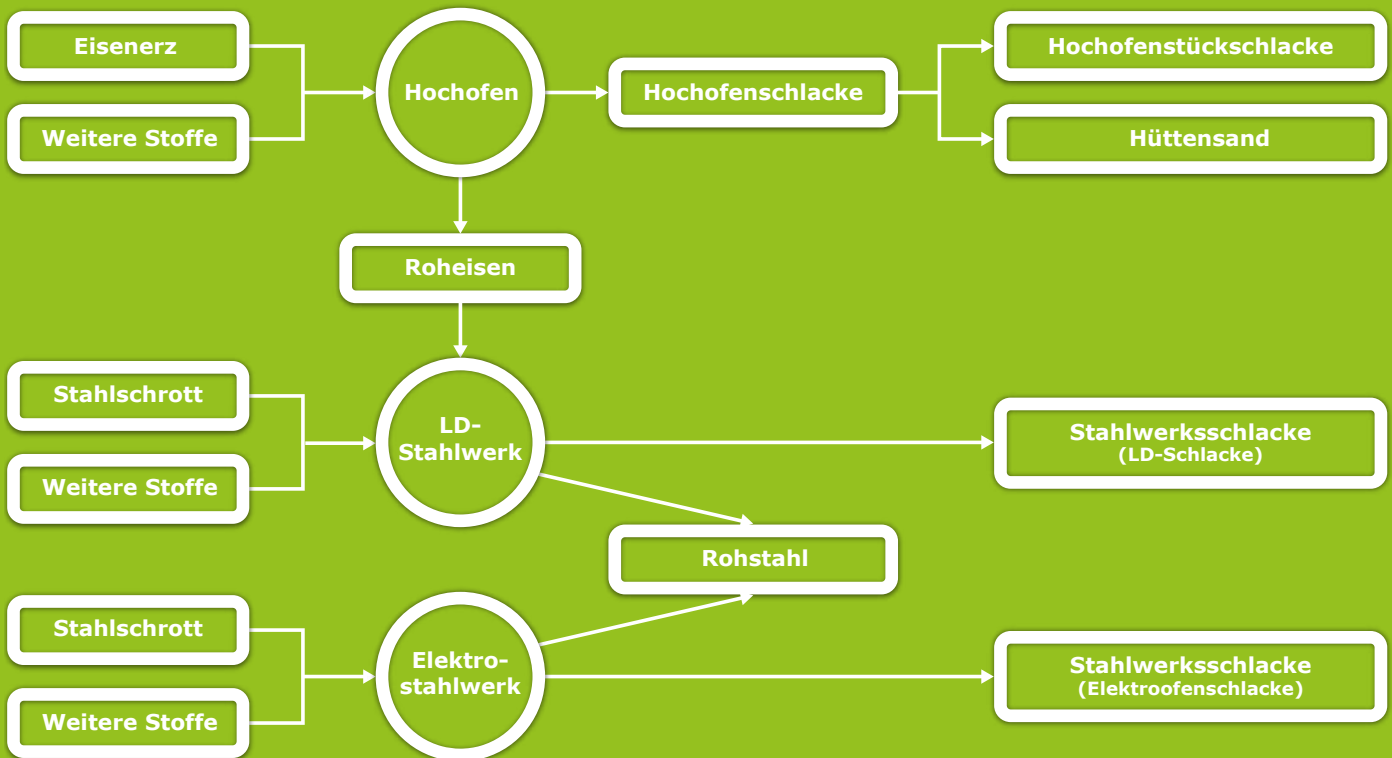 Eisenerz
Hochofen
Hochofenschlacke
Hochofenstückschlacke
Weitere Stoffe
Hüttensand
Roheisen
Stahlschrott
LD-
Stahlwerk
Stahlwerksschlacke
(LD-Schlacke)
Weitere Stoffe
Rohstahl
Stahlschrott
Elektro-
stahlwerk
Stahlwerksschlacke
(Elektroofenschlacke)
Weitere Stoffe